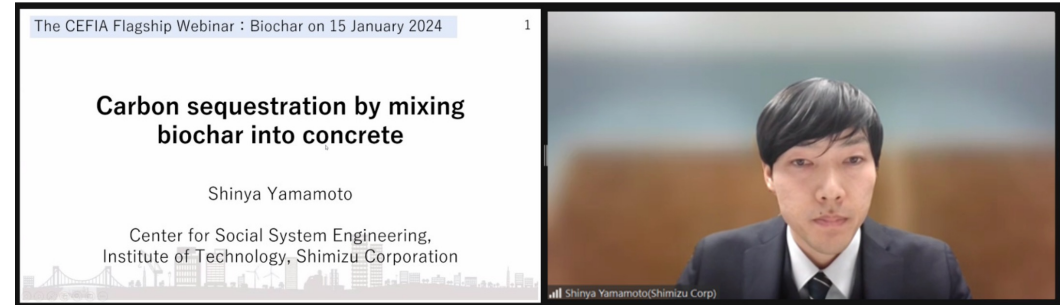 The CEFIA Flagship Webinar：Biochar on 15 January 2024
1
Carbon sequestration by mixing
biochar into concrete
Shinya Yamamoto
Center for Social System Engineering,
Institute of Technology, Shimizu Corporation
Shinya Yamamoto(Shimizu Corp)